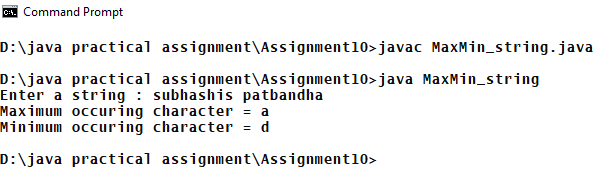 Command Prompt
D:\java practical assignment\Assignment10>javac MaxMin_string.java
D:\java practical assignment\Assignment10>java MaxMin_string
Enter a string : subhashis patbandha
Maximum occuring character = a
Minimum occuring character = d
D:\java practical assignment\Assignment10>